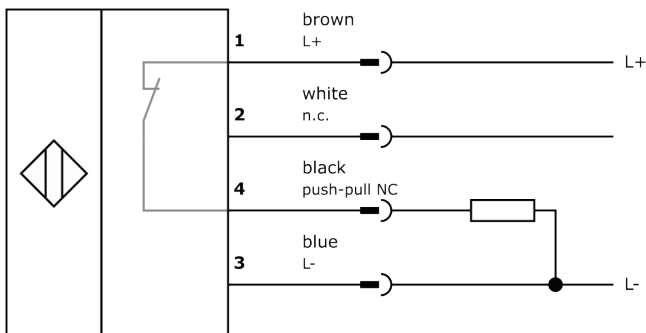 brown
1 L+ L+
white
2 n.c.
black
4 push-pull NC
blue
3 L- L-